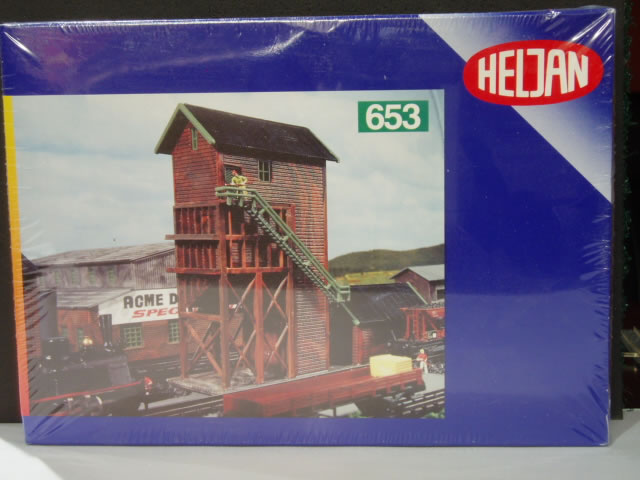 HELJAN
653
ACME D
SPEC